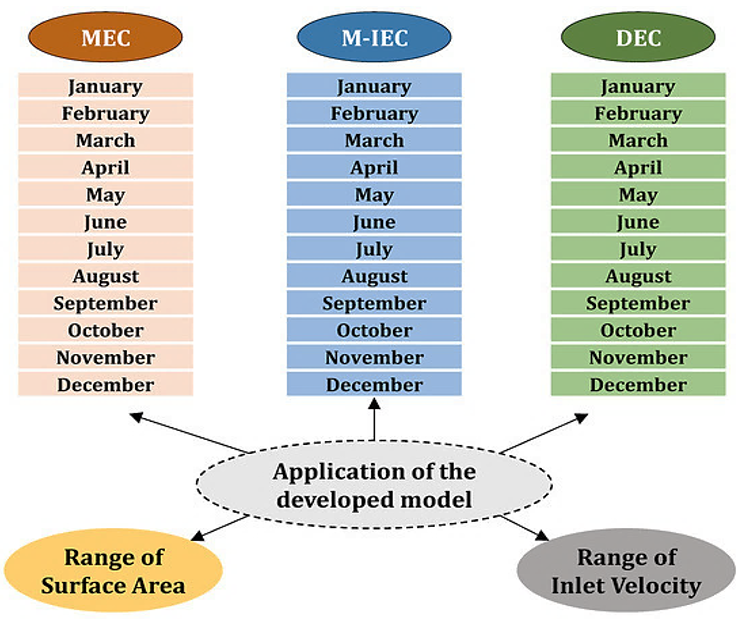 MEC
M-IEC
DEC
January
January
January
February
February
February
March
March
March
April
April
April
May
May
May
June
June
June
July
July
July
August
August
August
September
September
September
October
October
October
November
November
November
December
December
December
Application of the
developed model
Range of
Surface Area
Range of
Inlet Velocity